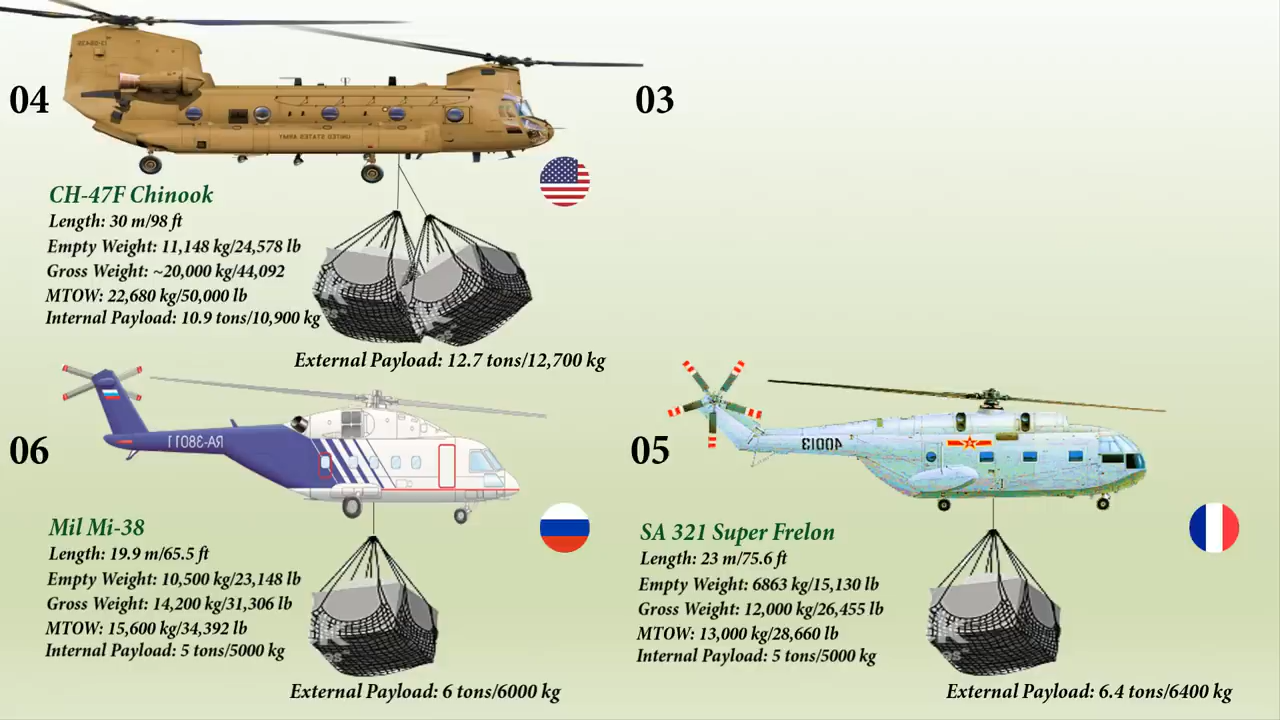 04
UNITED STATES ARMY
CH-47F Chinook
Length: 30 m/98 ft
Empty Weight: 11,148 kg/24,578 lb
Gross Weight: ~20,000 kg/44,092
MTOW: 22,680 kg/50,000 lb
Internal Payload: 10.9 tons/10,900 kg
External Payload: 12.7 tons/12,700 kg
03
06
RA-38011
Mil Mi-38
Length: 19.9 m/65.5 ft
Empty Weight: 10,500 kg/23,148 lb
Gross Weight: 14,200 kg/31,306 lb
MTOW: 15,600 kg/34,392 lb
Internal Payload: 5 tons/5000 kg
External Payload: 6 tons/6000 kg
05
40013
SA 321 Super Frelon
Length: 23 m/75.6 ft
Empty Weight: 6863 kg/15,130 lb
Gross Weight: 12,000 kg/26,455 lb
MTOW: 13,000 kg/28,660 lb
Internal Payload: 5 tons/5000 kg
External Payload: 6.4 tons/6400 kg